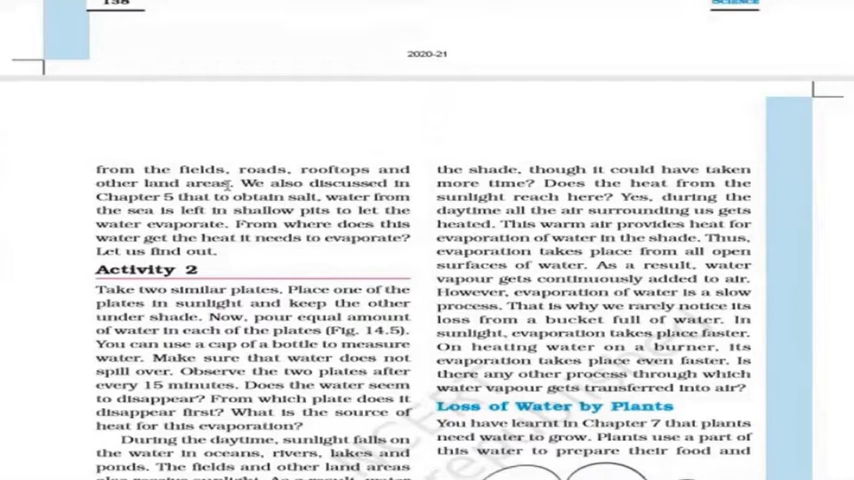 138
Science
2020-21
from the fields, roads, rooftops and
other land areas. We also discussed in
Chapter 5 that to obtain salt, water from
the sea is left in shallow pits to let the
water evaporate. From where does this
water get the heat it needs to evaporate?
Let us find out.
Activity 2
Take two similar plates. Place one of the
plates in sunlight and keep the other
under shade. Now, pour equal amount
of water in each of the plates (Fig. 14.5).
You can use a cap of a bottle to measure
water. Make sure that water does not
spill over. Observe the two plates after
every 15 minutes. Does the water seem
to disappear? From which plate does it
disappear first? What is the source of
heat for this evaporation?
During the daytime, sunlight falls on
the water in oceans, rivers, lakes and
ponds. The fields and other land areas
also receive sunlight. As a result, water
the shade, though it could have taken
more time? Does the heat from the
sunlight reach here? Yes, during the
daytime all the air surrounding us gets
heated. This warm air provides heat for
evaporation of water in the shade. Thus,
evaporation takes place from all open
surfaces of water. As a result, water
vapour gets continuously added to air.
However, evaporation of water is a slow
process. That is why we rarely notice its
loss from a bucket full of water. In
sunlight, evaporation takes place faster.
On heating water on a burner, its
evaporation takes place even faster. Is
there any other process through which
water vapour gets transferred into air?
Loss of Water by Plants
You have learnt in Chapter 7 that plants
need water to grow. Plants use a part of
this water to prepare their food and